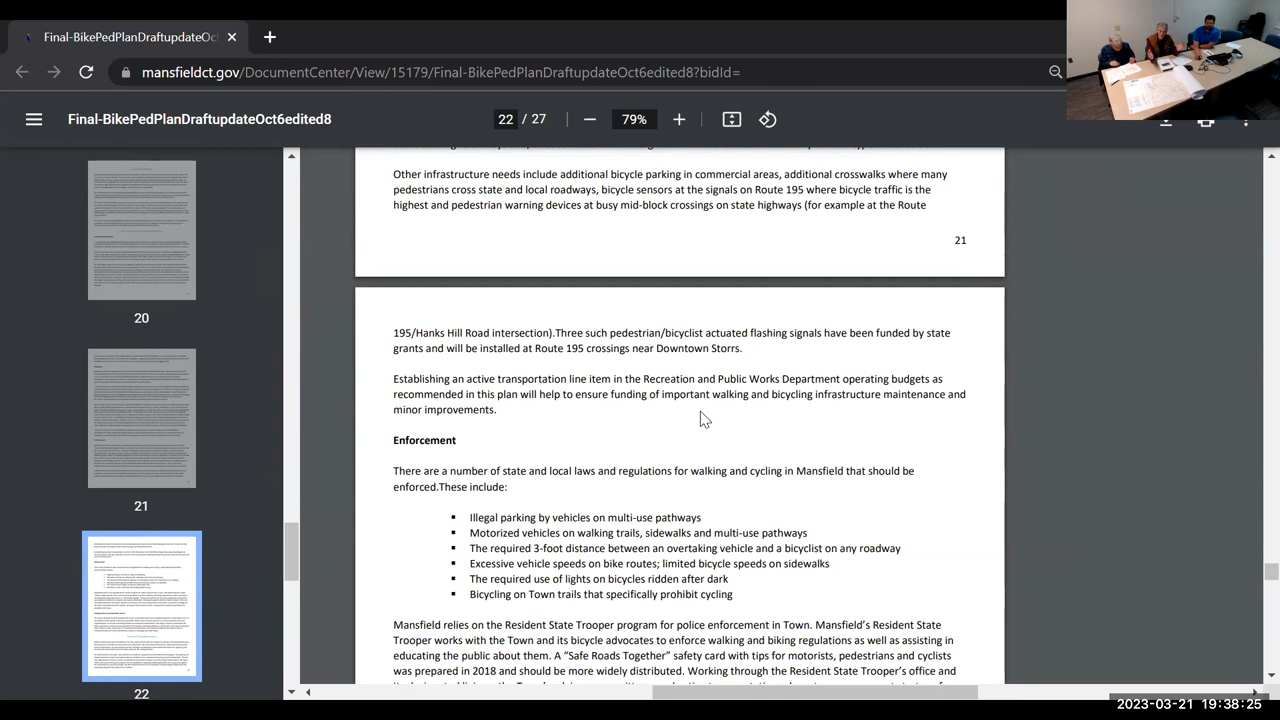 Final-BikePedPlanDraftupdateOc
mansfieldct.gov/DocumentCenter/View/15179/Final-BikePedPlanDraftupdateOct6edited8?bidId=
Final-BikePedPlanDraftupdateOct6edited8
22 / 27
79%
20
21
22
Other infrastructure needs include additional bicycle parking in commercial areas, additional crosswalks where many
pedestrians cross state and local roadways, bicycle sensors at the signals on Route 195 where bicycle traffic is the
highest and pedestrian warning devices at busy mid-block crossings on state highways (for example at the Route
21
195/Hanks Hill Road intersection).Three such pedestrian/bicyclist actuated flashing signals have been funded by state
grants and will be installed at Route 195 crossings near Downtown Storrs.
Establishing an active transportation line item in the Recreation and Public Works Department operating budgets as
recommended in this plan will help to ensure funding of important walking and bicycling infrastructure maintenance and
minor improvements.
Enforcement
There are a number of state and local laws and regulations for walking and cycling in Mansfield that should be
enforced.These include:
▪ Illegal parking by vehicles on multi-use pathways
▪ Motorized vehicles on walking trails, sidewalks and multi-use pathways
▪ The required 3-foot distance between an overtaking vehicle and a bicyclist on any roadway
▪ Excessive vehicle speeds on bike routes; limited bicycle speeds on sidewalks
▪ The required use of lights on bicycles ridden after dark
▪ Bicycling on Town trails that specifically prohibit cycling
Mansfield relies on the Resident State Trooper program for police enforcement in Town. Mansfield's Resident State
Trooper works with the Town and its bicycle advocates to enforce walking and biking regulations as well as assisting in
educating the public about them. A "Safe Roads Together" safety card with tips for motorists, pedestrians and cyclists
was prepared in 2018 and should be more widely distributed. Working through the Resident State Trooper's office and
2023-03-21 19:38:25